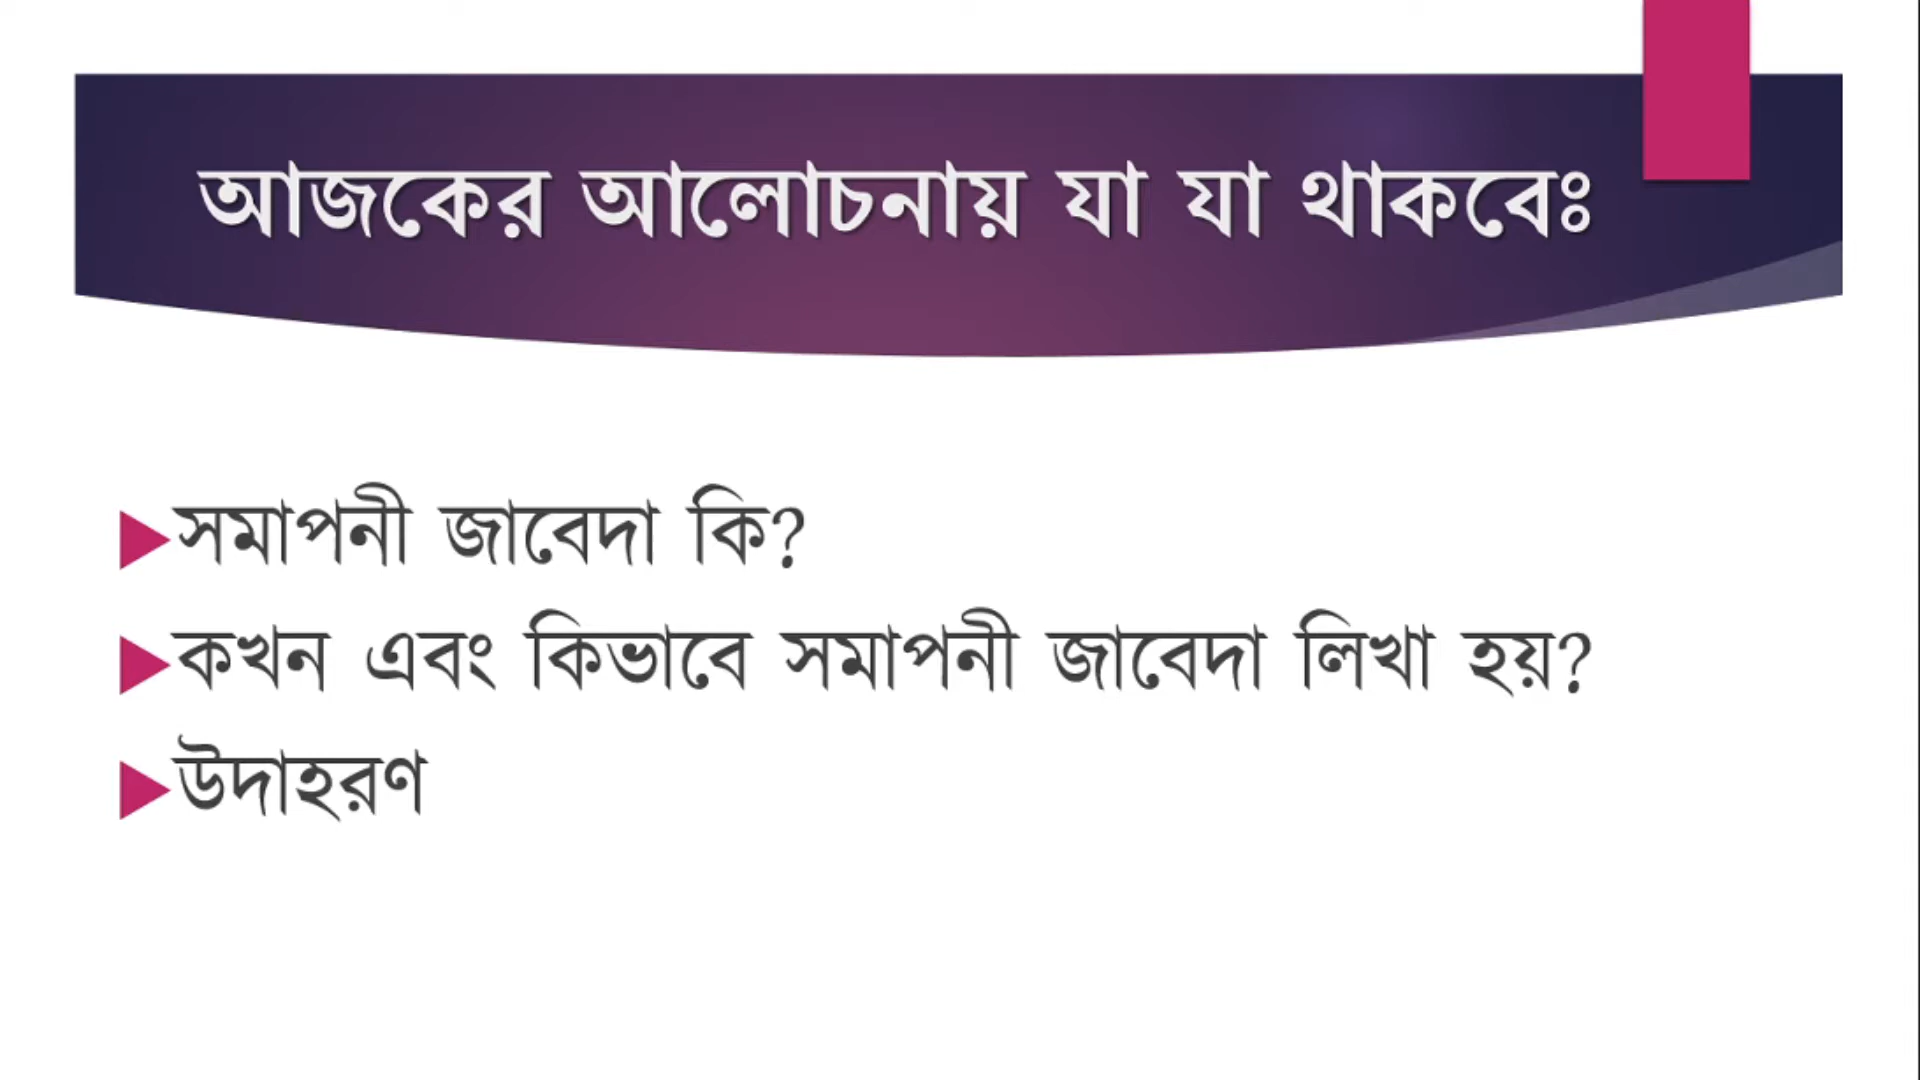 আজকের আলোচনায় যা যা থাকবেঃ
সমাপনী জাবেদা কি?
কখন এবং কিভাবে সমাপনী জাবেদা লিখা হয়?
উদাহরণ